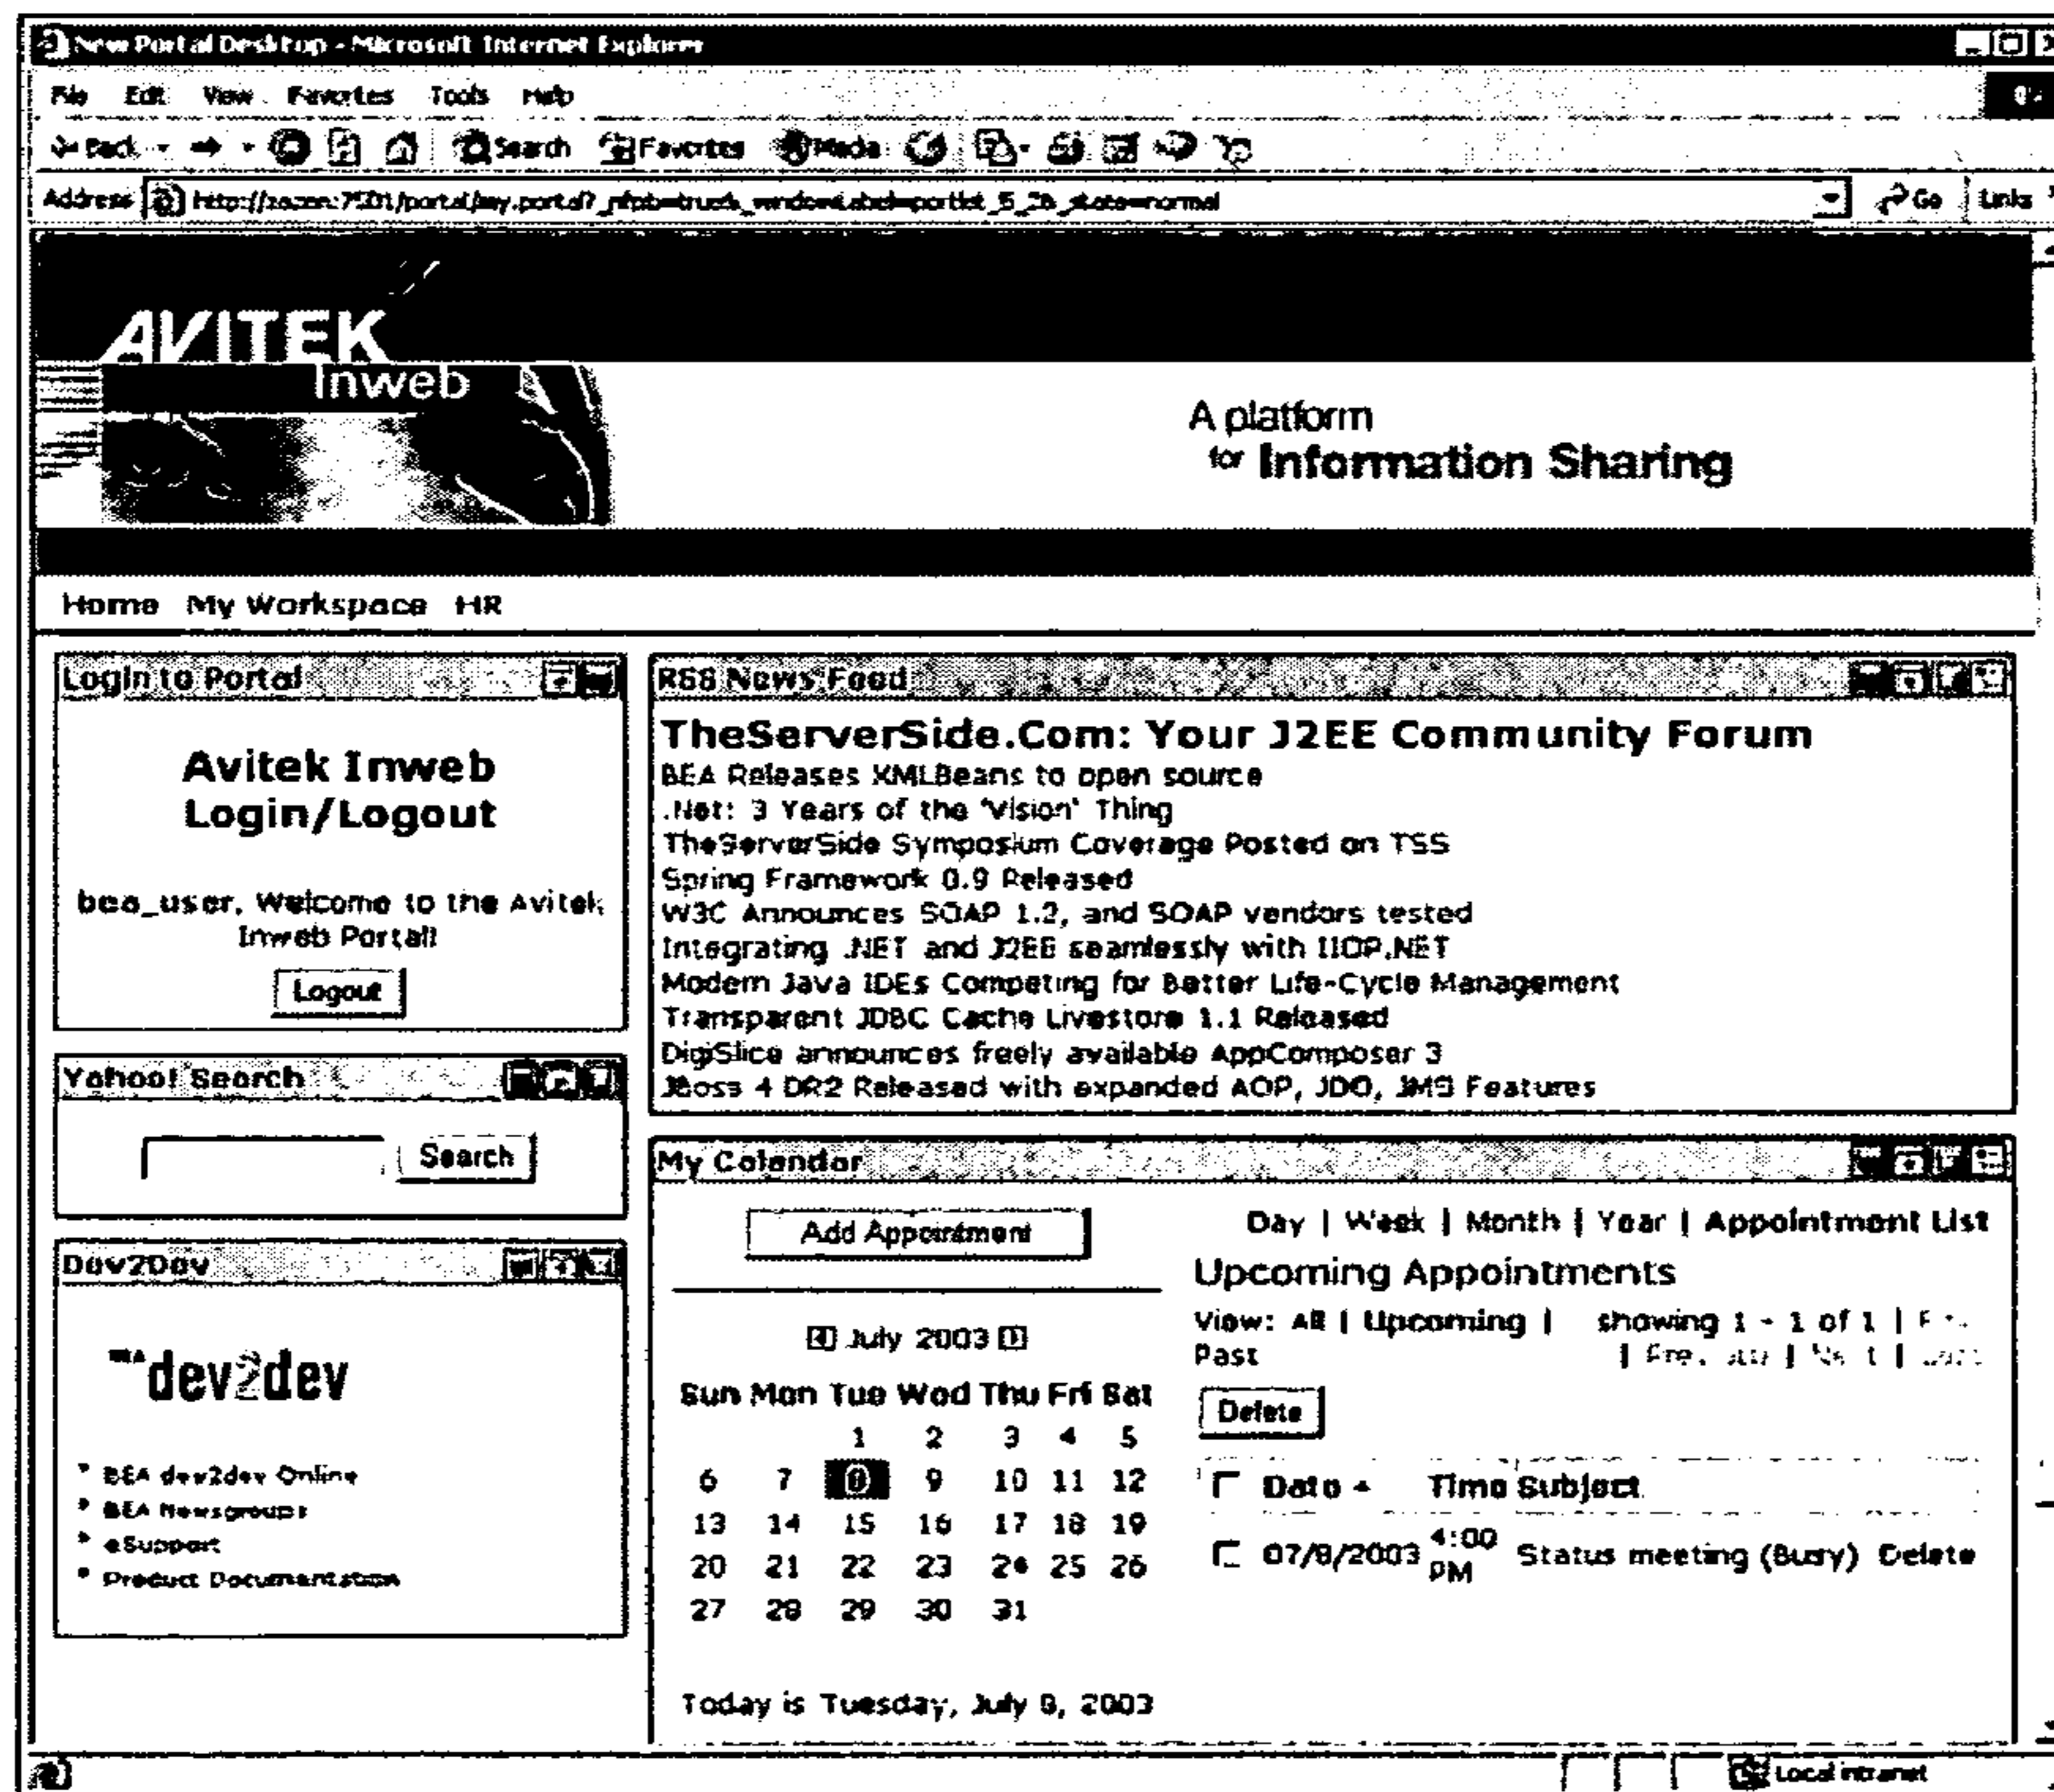 New Portal Desktop - Microsoft Internet Explorer
File Edit View Favorites Tools Help
Back Search Favorites Media
Address Go Links
AVITEK
Inweb
A platform
for Information Sharing
Home My Workspace HR
Login to Portal
Avitek Inweb
Login/Logout
bea_user, Welcome to the Avitek
Inweb Portal!
Logout
Yahoo! Search
Search
Dev2Dev
dev2dev
BEA dev2dev Online
BEA Newsgroups
eSupport
Product Documentation
RSS News Feed
TheServerSide.Com: Your J2EE Community Forum
BEA Releases XMLBeans to open source
.Net: 3 Years of the 'Vision' Thing
TheServerSide Symposium Coverage Posted on TSS
Spring Framework 0.9 Released
W3C Announces SOAP 1.2, and SOAP vendors tested
Integrating .NET and J2EE seamlessly with IIOP.NET
Modern Java IDEs Competing for Better Life-Cycle Management
Transparent JDBC Cache Livestore 1.1 Released
DigiSlice announces freely available AppComposer 3
JBoss 4 DR2 Released with expanded AOP, JDO, JMS Features
My Calendar
Add Appointment
July 2003
Sun Mon Tue Wed Thu Fri Sat
1 2 3 4 5
6 7 8 9 10 11 12
13 14 15 16 17 18 19
20 21 22 23 24 25 26
27 28 29 30 31
Today is Tuesday, July 8, 2003
Day | Week | Month | Year | Appointment List
Upcoming Appointments
View: All | Upcoming | showing 1 - 1 of 1 |
Past
Delete
Date Time Subject
07/8/2003 4:00 PM Status meeting (Busy) Delete
Local intranet